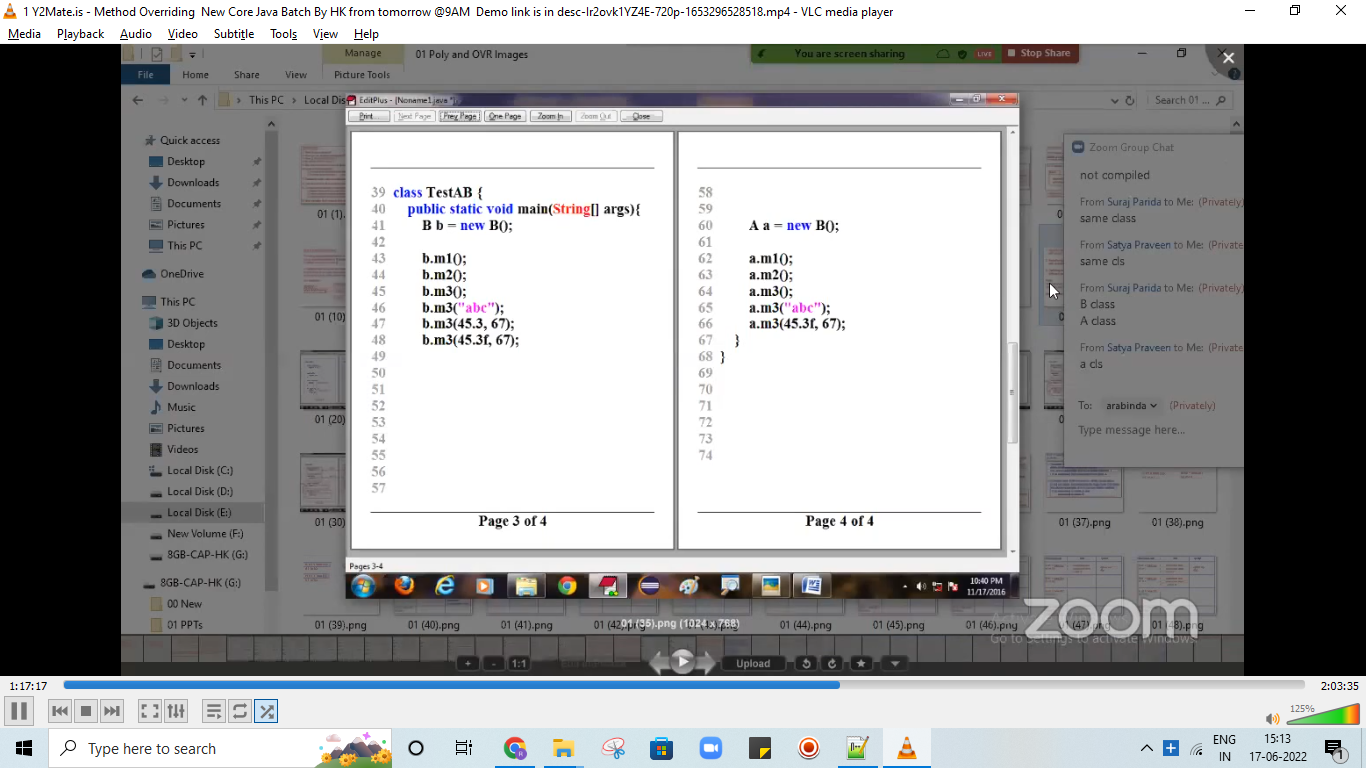 1 Y2Mate.is - Method Overriding  New Core Java Batch By HK from tomorrow @9AM  Demo link is in desc-lr2ovk1YZ4E-720p-1653296528518.mp4 - VLC media player
Media Playback Audio Video Subtitle Tools View Help
Manage 01 Poly and OVR Images
You are screen sharing LIVE Stop Share
File Home Share View Picture Tools
This PC Local Dis
Search 01 ...
EditPlus - [Noname1.java *]
Print Next Page Prev Page One Page Zoom In Zoom Out Close
Quick access
Desktop
Downloads
Documents
Pictures
This PC
OneDrive
This PC
3D Objects
Desktop
Documents
Downloads
Music
Pictures
Videos
Local Disk (C:)
Local Disk (D:)
Local Disk (E:)
New Volume (F:)
8GB-CAP-HK (G:)
8GB-CAP-HK (G:)
00 New
01 PPTs
01 (1).
01 (10)
01 (20)
01 (30)
39 class TestAB {
40 public static void main(String[] args){
41 B b = new B();
42
43 b.m1();
44 b.m2();
45 b.m3();
46 b.m3("abc");
47 b.m3(45.3, 67);
48 b.m3(45.3f, 67);
49
50
51
52
53
54
55
56
57
Page 3 of 4
58
59
60 A a = new B();
61
62 a.m1();
63 a.m2();
64 a.m3();
65 a.m3("abc");
66 a.m3(45.3f, 67);
67 }
68 }
69
70
71
72
73
74
Page 4 of 4
Pages 3-4
10:40 PM
11/17/2016
Zoom Group Chat
not compiled
From Suraj Parida to Me: (Privately)
same class
From Satya Praveen to Me: (Private
same cls
From Suraj Parida to Me: (Privately)
B class
A class
From Satya Praveen to Me: (Private
a cls
To: arabinda (Privately)
Type message here...
01 (37).png 01 (38).png
01 (39).png 01 (40).png 01 (41).png 01 (42).png 01 (44).png 01 (45).png 01 (46).png 01 (47).png 01 (48).png
01 (35).png (1024 x 768)
zoom
Go to Settings to activate Windows.
+ - 1:1 Upload
1:17:17 2:03:35
125%
Type here to search
ENG
IN
15:13
17-06-2022
1